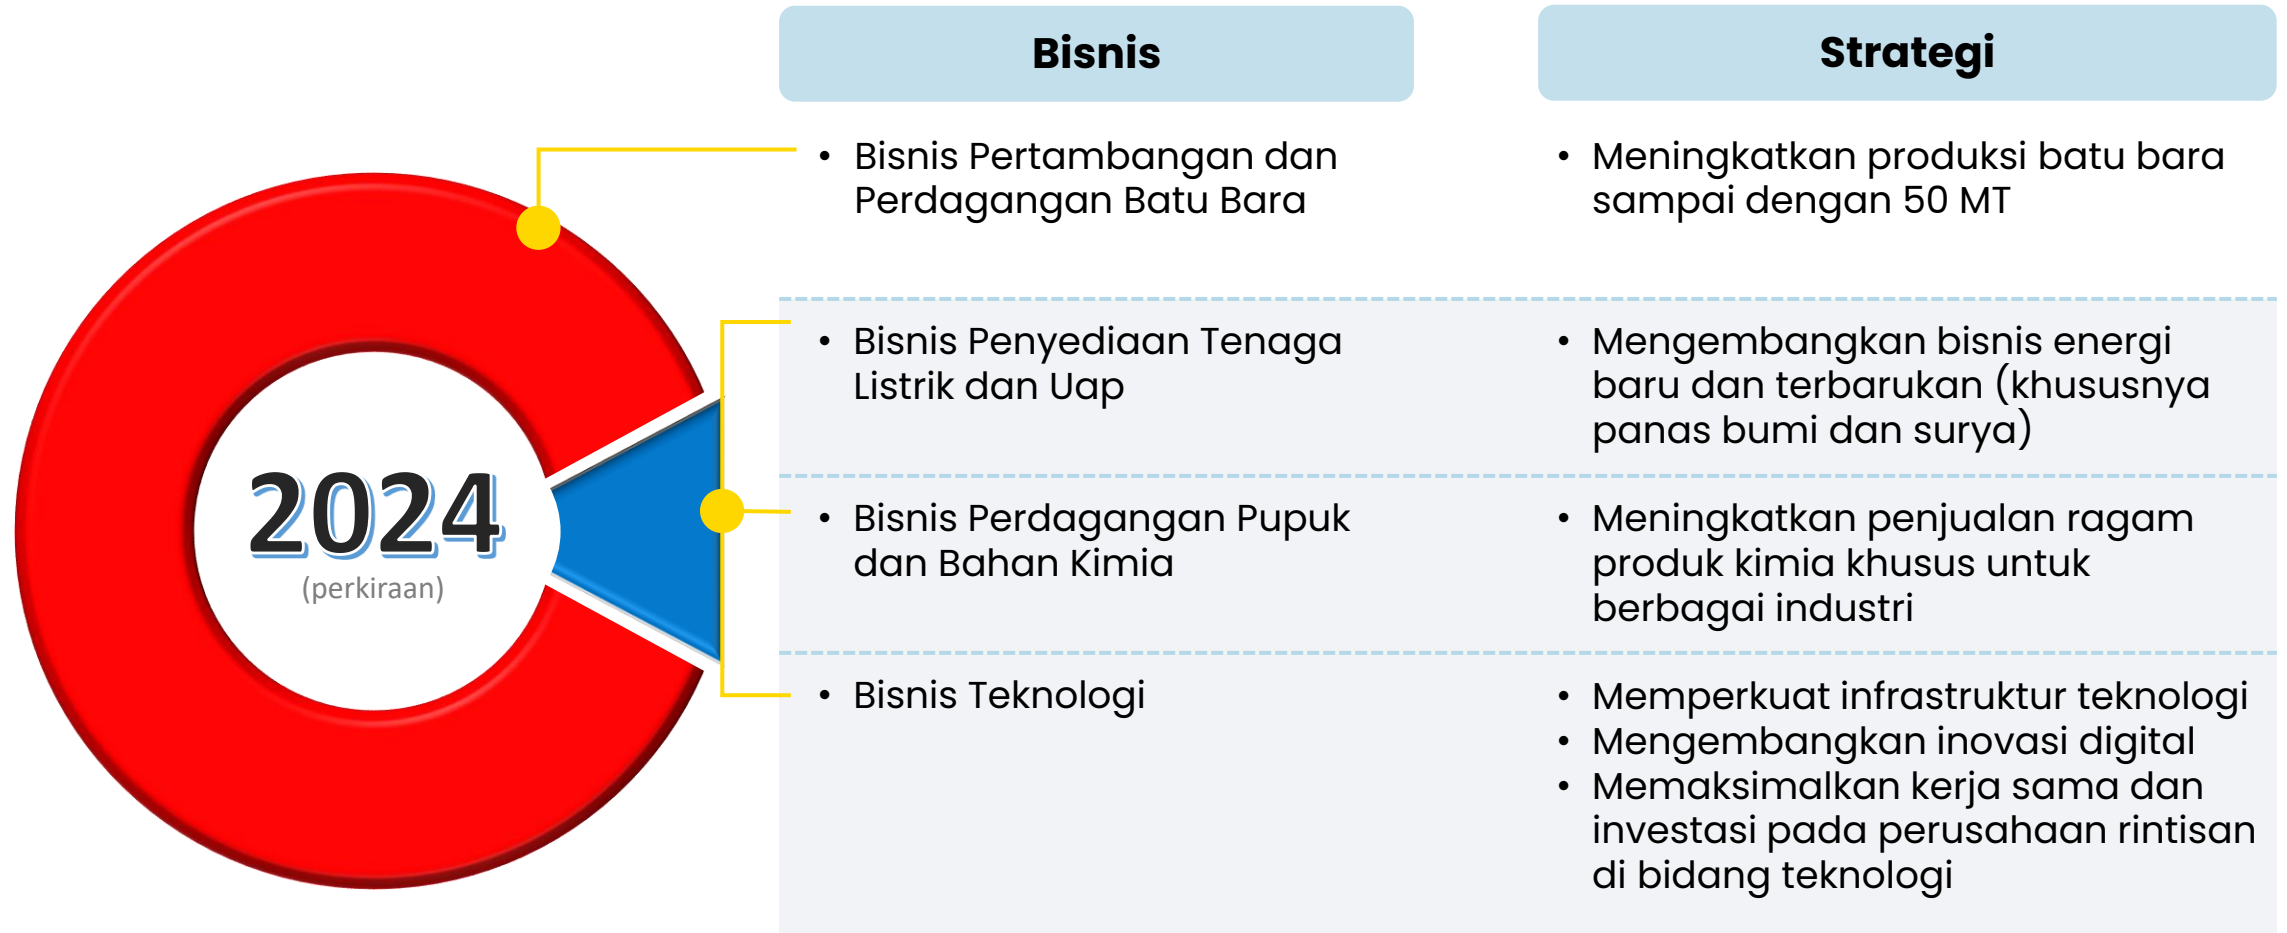 Bisnis
Strategi
• Bisnis Pertambangan dan
Perdagangan Batu Bara
• Meningkatkan produksi batu bara
sampai dengan 50 MT
• Bisnis Penyediaan Tenaga
Listrik dan Uap
• Mengembangkan bisnis energi
baru dan terbarukan (khususnya
panas bumi dan surya)
2024
(perkiraan)
• Bisnis Perdagangan Pupuk
dan Bahan Kimia
• Meningkatkan penjualan ragam
produk kimia khusus untuk
berbagai industri
• Bisnis Teknologi
• Memperkuat infrastruktur teknologi
• Mengembangkan inovasi digital
• Memaksimalkan kerja sama dan
investasi pada perusahaan rintisan
di bidang teknologi